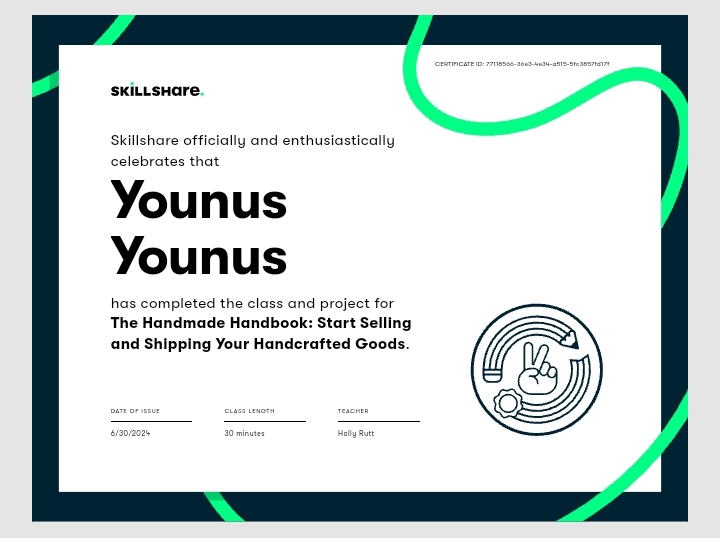 CERTIFICATE ID: 77118566-36e3-4e34-a515-5fc3857fd17f
SKiLLSHare.
Skillshare officially and enthusiastically
celebrates that
Younus
Younus
has completed the class and project for
The Handmade Handbook: Start Selling
and Shipping Your Handcrafted Goods.
DATE OF ISSUE CLASS LENGTH TEACHER
6/30/2024 30 minutes Holly Rutt